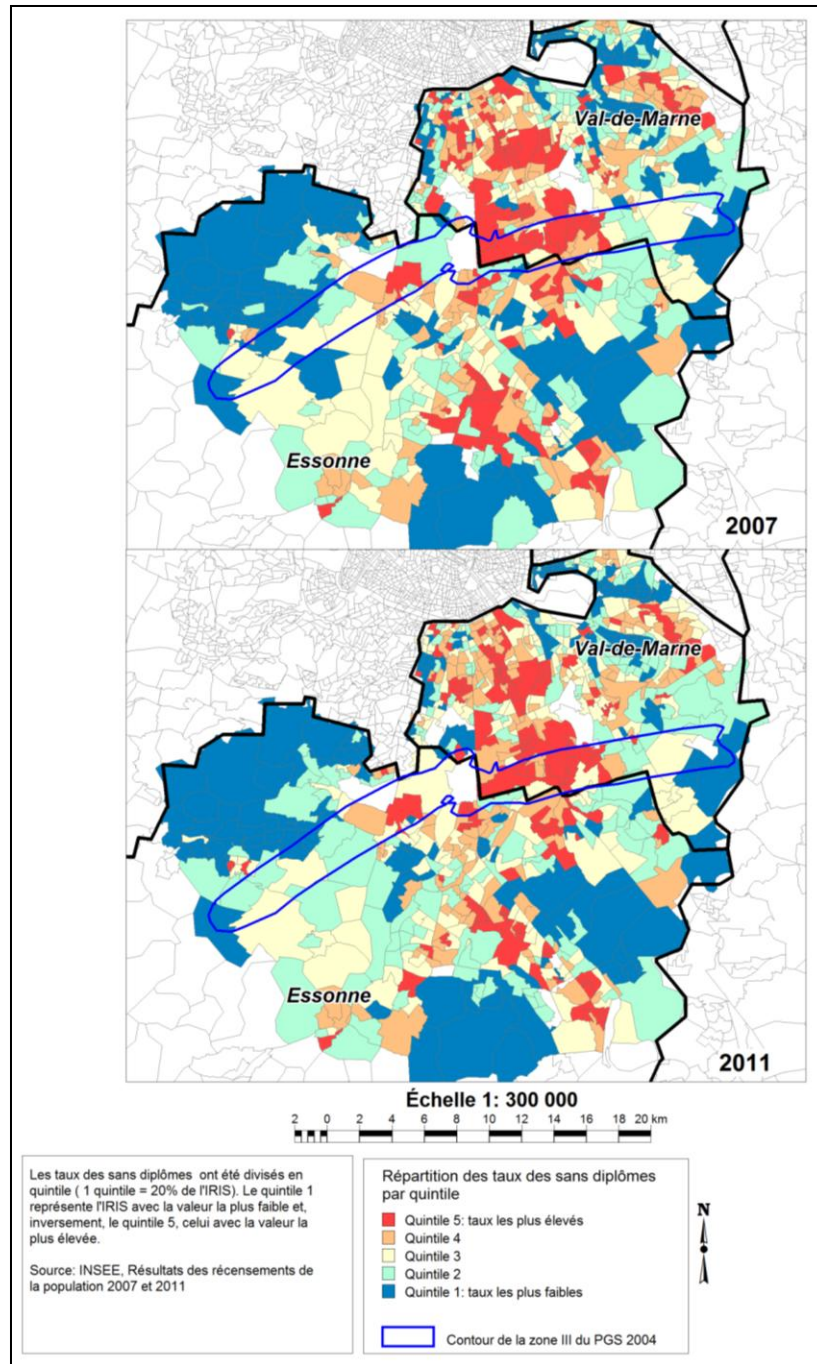 Val-de-Marne
Essonne
2007
Val-de-Marne
Essonne
2011
Échelle 1: 300 000
2 0 2 4 6 8 10 12 14 16 18 20 km
Les taux des sans diplômes ont été divisés en
quintile ( 1 quintile = 20% de l'IRIS). Le quintile 1
représente l'IRIS avec la valeur la plus faible et,
inversement, le quintile 5, celui avec la valeur la
plus élevée.
Source: INSEE, Résultats des récensements de
la population 2007 et 2011
Répartition des taux des sans diplômes
par quintile
Quintile 5: taux les plus élevés
Quintile 4
Quintile 3
Quintile 2
Quintile 1: taux les plus faibles
Contour de la zone III du PGS 2004
N